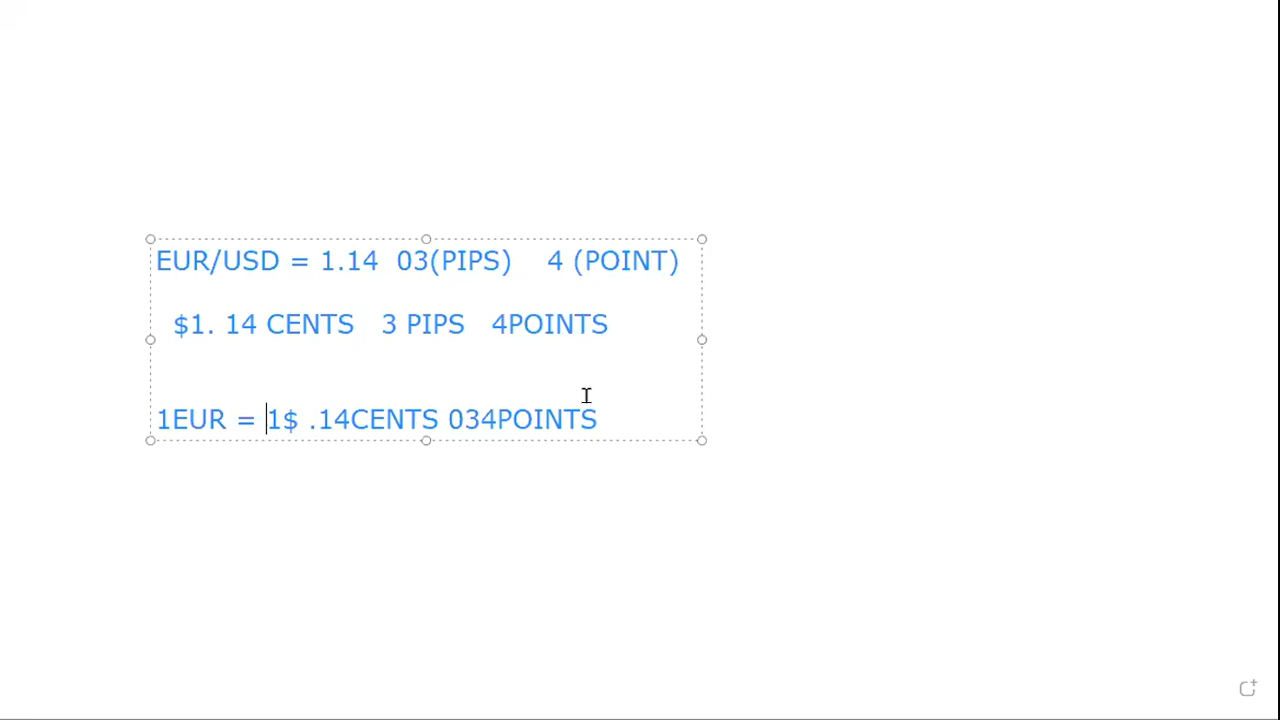 EUR/USD = 1.14 03(PIPS) 4 (POINT)
$1. 14 CENTS 3 PIPS 4POINTS
1EUR = 1$ .14CENTS 034POINTS